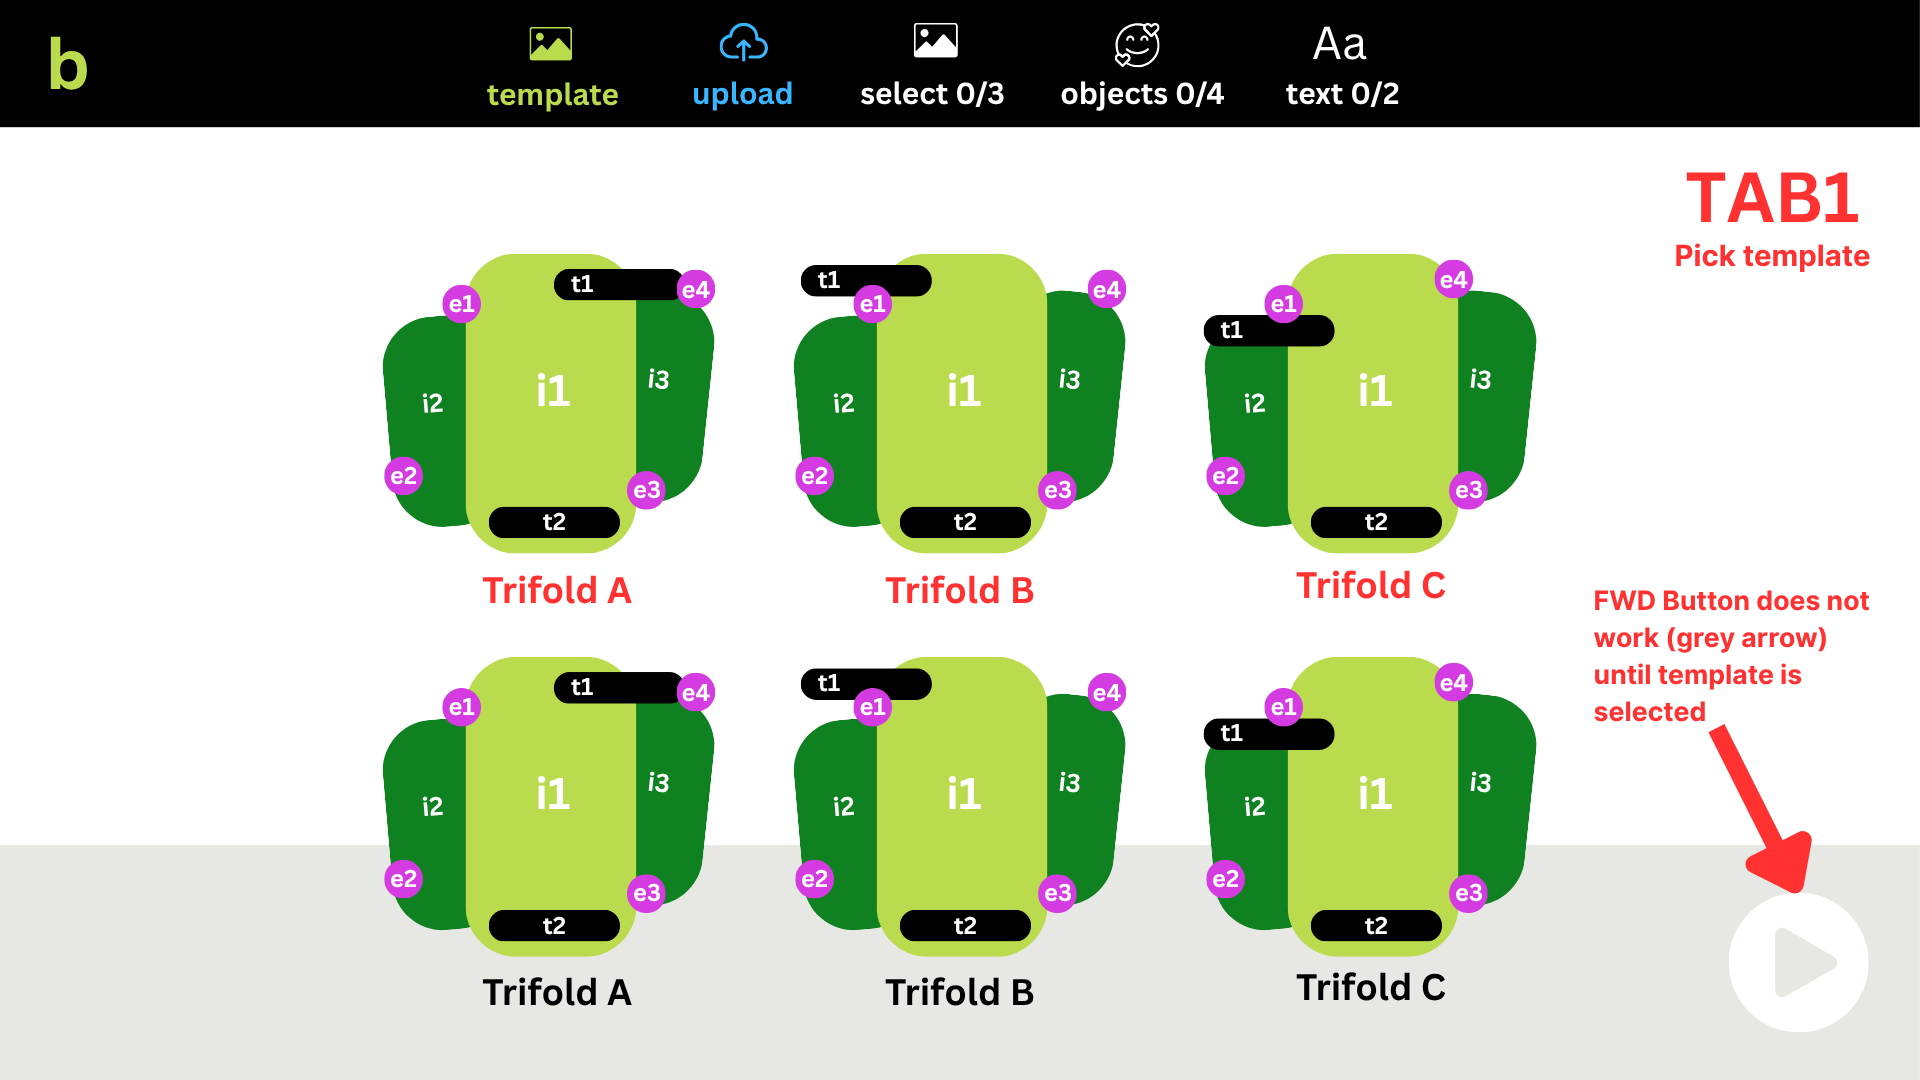 b
template
upload
select 0/3
objects 0/4
Aa
text 0/2
TAB1
Pick template
t1
e1
e4
i1
i2
i3
e2
e3
t2
Trifold A
t1
e1
e4
i1
i2
i3
e2
e3
t2
Trifold B
e4
e1
t1
i1
i2
i3
e2
e3
t2
Trifold C
FWD Button does not
work (grey arrow)
until template is
selected
t1
e1
e4
i1
i2
i3
e2
e3
t2
Trifold A
t1
e1
e4
i1
i2
i3
e2
e3
t2
Trifold B
e4
e1
t1
i1
i2
i3
e2
e3
t2
Trifold C